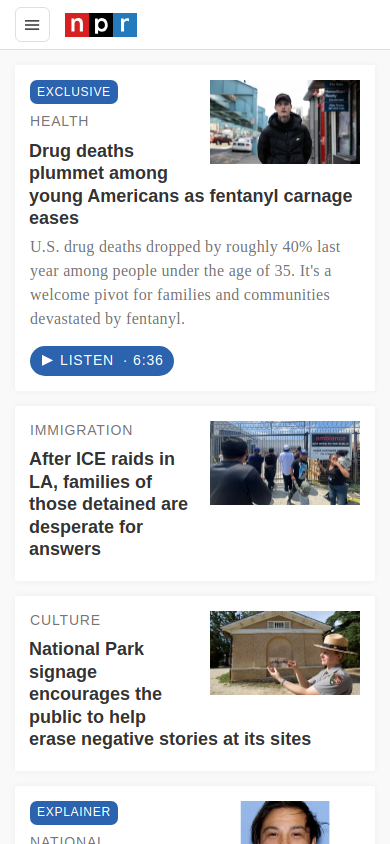 npr
EXCLUSIVE
HEALTH
Drug deaths
plummet among
young Americans as fentanyl carnage
eases
U.S. drug deaths dropped by roughly 40% last
year among people under the age of 35. It's a
welcome pivot for families and communities
devastated by fentanyl.
LISTEN · 6:36
IMMIGRATION
After ICE raids in
LA, families of
those detained are
desperate for
answers
CULTURE
National Park
signage
encourages the
public to help
erase negative stories at its sites
EXPLAINER
NATIONAL